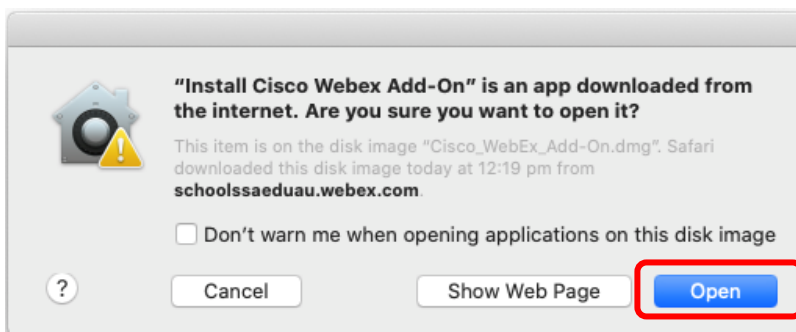 “Install Cisco Webex Add-On” is an app downloaded from
the internet. Are you sure you want to open it?
This item is on the disk image “Cisco_WebEx_Add-On.dmg”. Safari
downloaded this disk image today at 12:19 pm from
schoolssaeduau.webex.com.
Don’t warn me when opening applications on this disk image
? Cancel Show Web Page Open